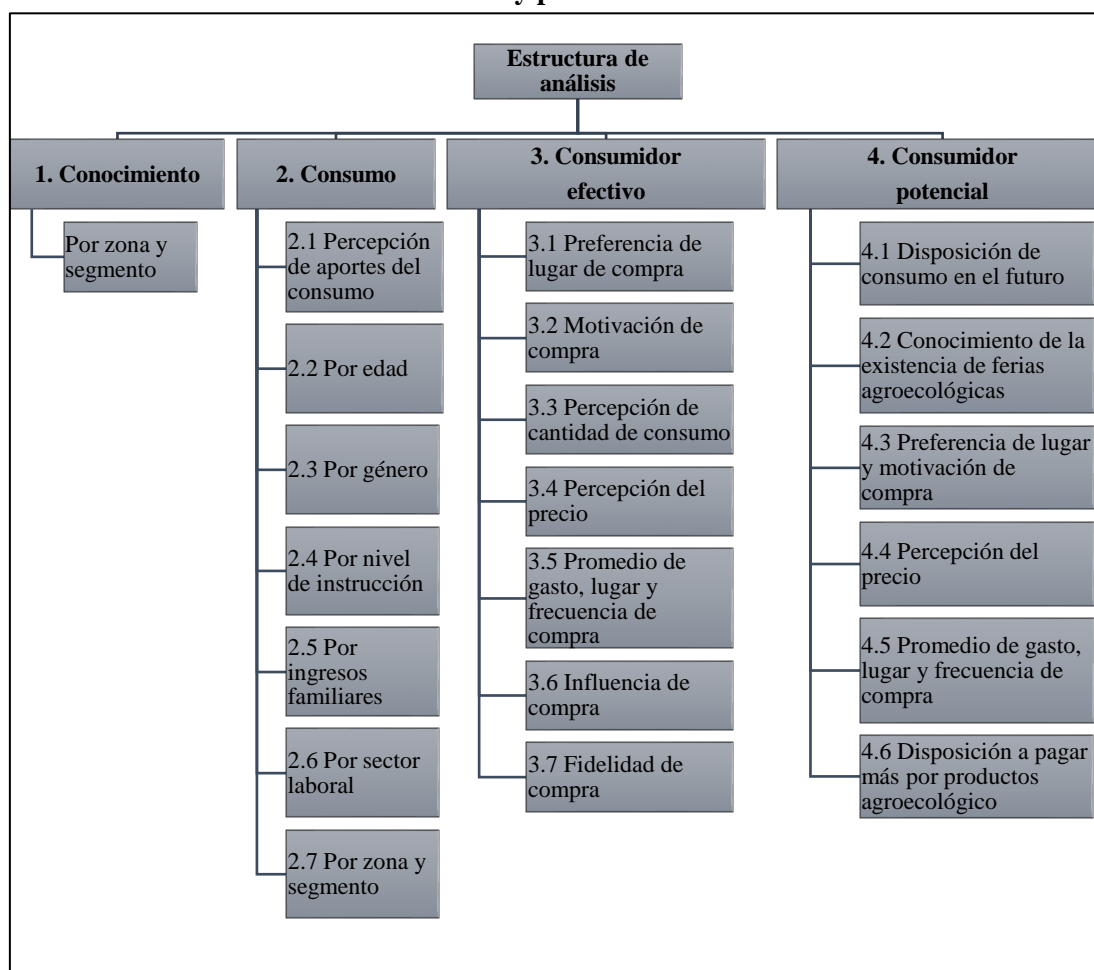 Estructura de
análisis
1. Conocimiento
Por zona y
segmento
2. Consumo
2.1 Percepción
de aportes del
consumo
2.2 Por edad
2.3 Por género
2.4 Por nivel
de instrucción
2.5 Por
ingresos
familiares
2.6 Por sector
laboral
2.7 Por zona y
segmento
3. Consumidor
efectivo
3.1 Preferencia de
lugar de compra
3.2 Motivación de
compra
3.3 Percepción de
cantidad de consumo
3.4 Percepción del
precio
3.5 Promedio de
gasto, lugar y
frecuencia de
compra
3.6 Influencia de
compra
3.7 Fidelidad de
compra
4. Consumidor
potencial
4.1 Disposición de
consumo en el futuro
4.2 Conocimiento de la
existencia de ferias
agroecológicas
4.3 Preferencia de lugar
y motivación de
compra
4.4 Percepción del
precio
4.5 Promedio de gasto,
lugar y frecuencia de
compra
4.6 Disposición a pagar
más por productos
agroecológico